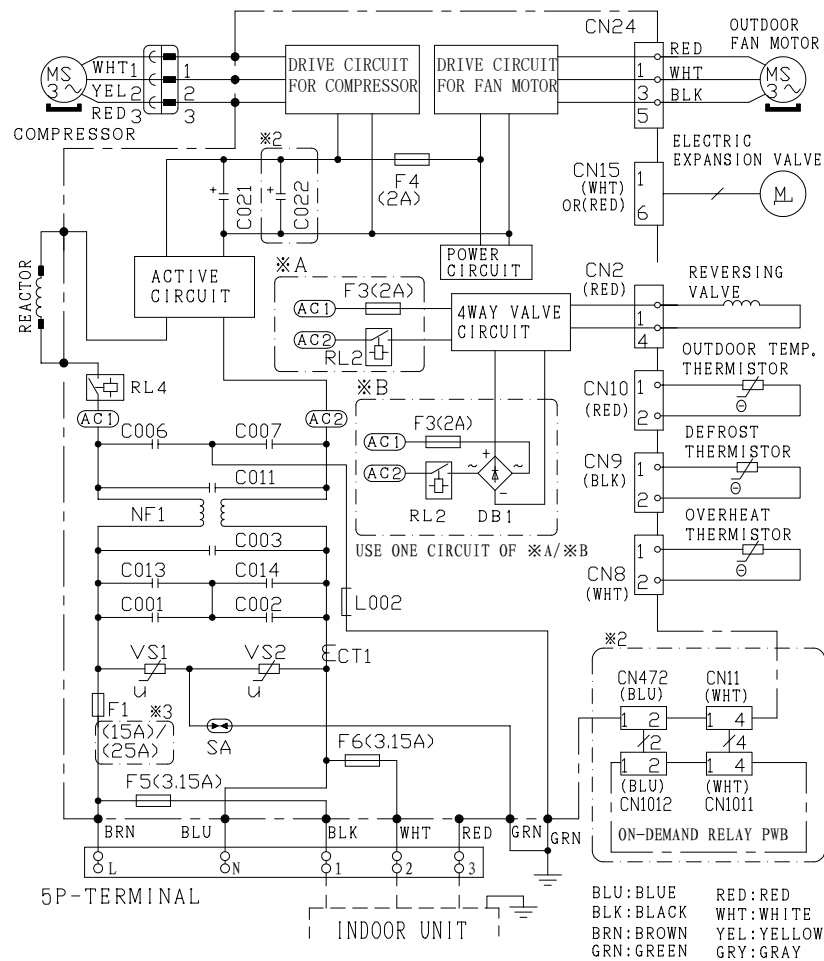 CN24
OUTDOOR
FAN MOTOR
MS
3~
WHT 1
YEL 2
RED 3
1
2
3
COMPRESSOR
DRIVE CIRCUIT
FOR COMPRESSOR
DRIVE CIRCUIT
FOR FAN MOTOR
1
3
5
RED
WHT
BLK
MS
3~
※2
+
C021
+
C022
F4
(2A)
CN15
(WHT)
OR(RED)
1
6
ELECTRIC
EXPANSION VALVE
M
REACTOR
ACTIVE
CIRCUIT
POWER
CIRCUIT
※A
F3(2A)
AC1
AC2
RL2
4WAY VALVE
CIRCUIT
CN2
(RED)
1
4
REVERSING
VALVE
OUTDOOR TEMP.
THERMISTOR
CN10
(RED)
1
2
θ
RL4
AC1
AC2
※B
F3(2A)
AC1
AC2
RL2
+
~
~
-
DB1
USE ONE CIRCUIT OF ※A/※B
DEFROST
THERMISTOR
CN9
(BLK)
1
2
θ
OVERHEAT
THERMISTOR
CN8
(WHT)
1
2
θ
C006
C007
C011
NF1
C003
C013
C014
C001
C002
L002
VS1
u
VS2
u
CT1
F1
※3
(15A)/
(25A)
SA
F6(3.15A)
F5(3.15A)
※2
CN472
(BLU)
CN11
(WHT)
1 2
1 4
2
4
1 2
1 4
(BLU)
CN1012
(WHT)
CN1011
ON-DEMAND RELAY PWB
BRN
BLU
BLK
WHT
RED
GRN
GRN
L
N
1
2
3
5P-TERMINAL
INDOOR UNIT
BLU:BLUE
RED:RED
BLK:BLACK
WHT:WHITE
BRN:BROWN
YEL:YELLOW
GRN:GREEN
GRY:GRAY